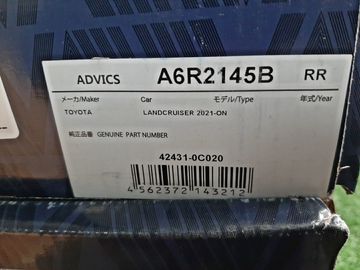 ADVICS A6R2145B RR
メーカ/Maker Car モデル/Type 年式/Year
TOYOTA LANDCRUISER 2021-ON
純正品番号 GENUINE PART NUMBER
42431-0C020
4 562372 143212